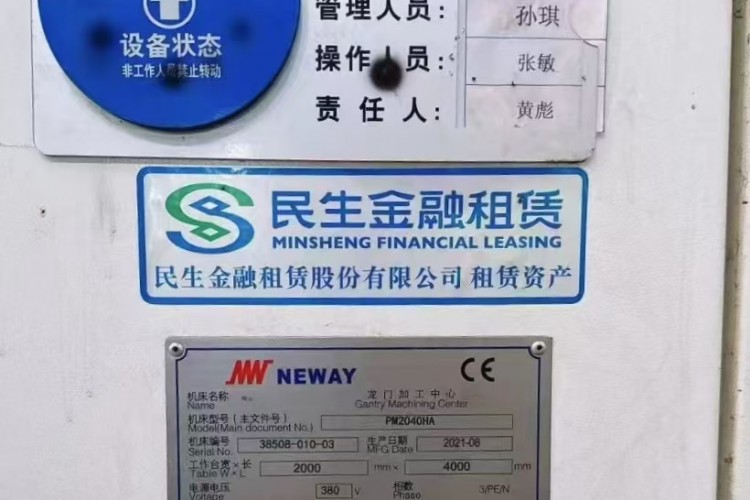 管理人员： 孙琪
设备状态 操作人员： 张敏
非工作人员禁止转动
责 任 人： 黄彪
民生金融租赁
MINSHENG FINANCIAL LEASING
民生金融租赁股份有限公司 租赁资产
NEWAY CE
机床名称 龙门加工中心
Name Gantry Machining Center
机床型号（主文件号） PM2040HA
Model(Main document No.)
机床编号 38508-010-03 生产日期 2021-08
Serial No. MFG Date
工作台宽×长 2000 mm× 4000 mm
Table W×L
电源电压 380 V 相数 3/PE/N
Voltage Phase